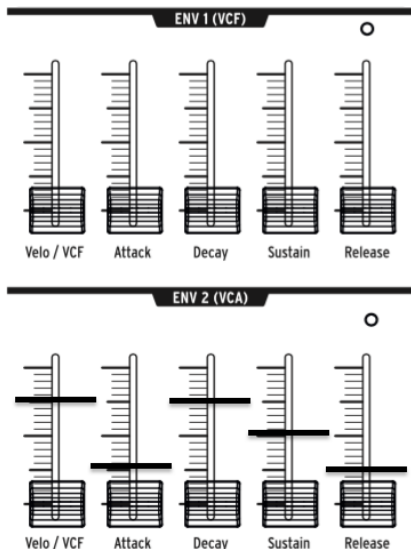 ENV 1 (VCF)
Velo / VCF Attack Decay Sustain Release
ENV 2 (VCA)
Velo / VCF Attack Decay Sustain Release